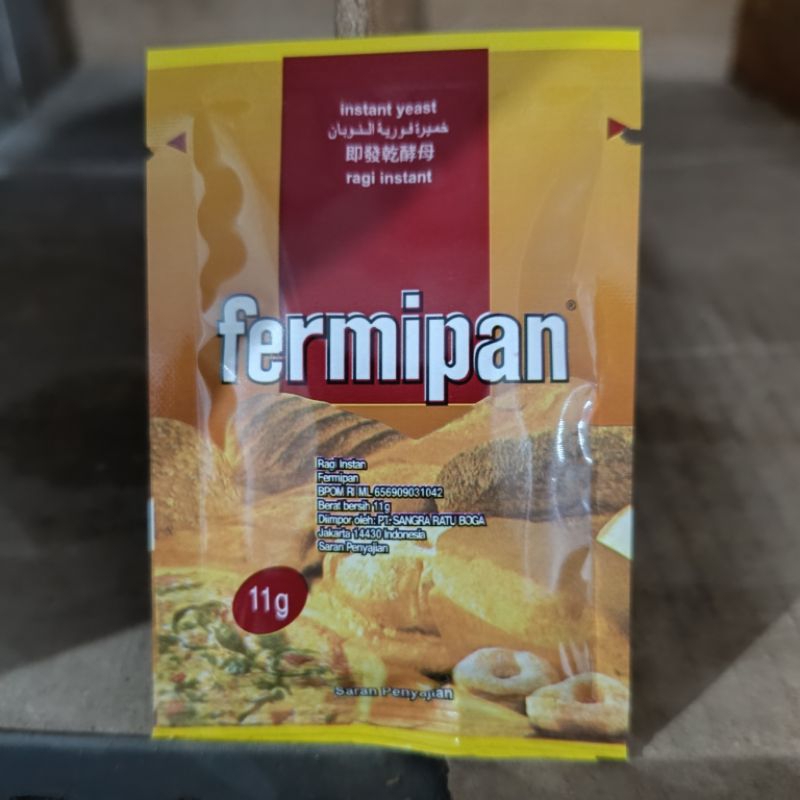 instant yeast
خميرة فورية الذوبان
即發乾酵母
ragi instant
fermipan®
Ragi Instan
Fermipan
BPOM RI ML 656909031042
Berat bersih 11g
Diimpor oleh: PT. SANGRA RATU BOGA
Jakarta 14430 Indonesia
Saran Penyajian
11g
Saran Penyajian